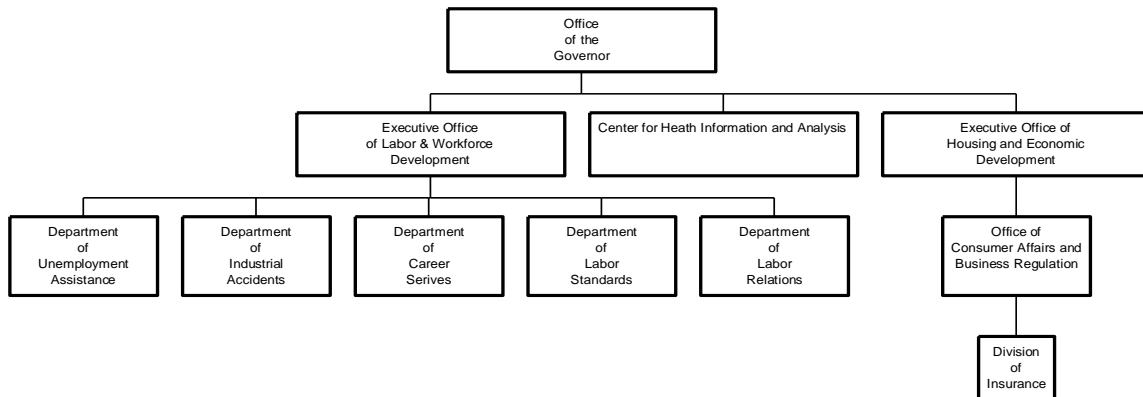 Office
of the
Governor
Executive Office
of Labor & Workforce
Development
Center for Heath Information and Analysis
Executive Office of
Housing and Economic
Development
Department
of
Unemployment
Assistance
Department
of
Industrial
Accidents
Department
of
Career
Serives
Department
of
Labor
Standards
Department
of
Labor
Relations
Office of
Consumer Affairs and
Business Regulation
Division
of
Insurance